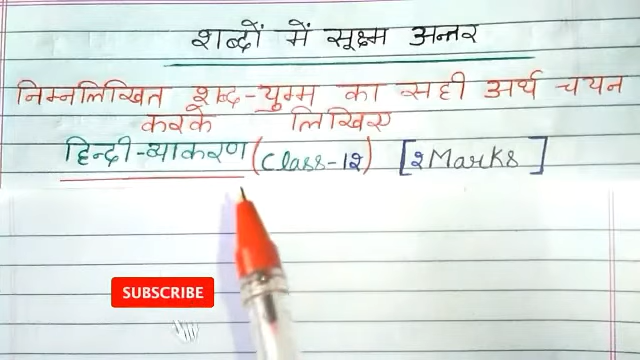 शब्दों में सूक्ष्म अन्तर
निम्नलिखित शब्द-युग्म का सही अर्थ चयन
करके लिखिए
हिन्दी-व्याकरण (Class-12) [2 Marks]
SUBSCRIBE